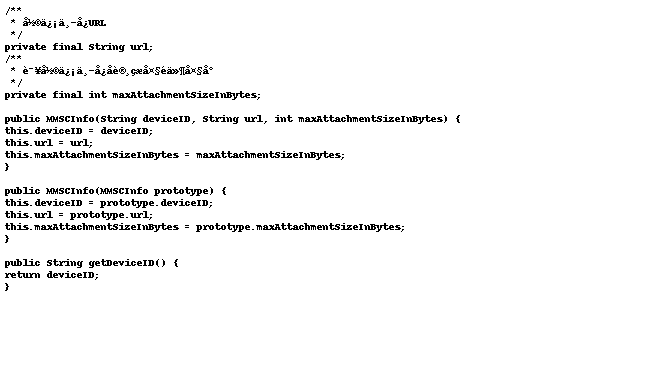 /**
 * å½©ä¿¡ä¸­å¿URL
 */
private final String url;
/**
 * è¯¥å½©ä¿¡ä¸­å¿åè®¸çæå¤§éä»¶å¤§å°
 */
private final int maxAttachmentSizeInBytes;

public MMSCInfo(String deviceID, String url, int maxAttachmentSizeInBytes) {
this.deviceID = deviceID;
this.url = url;
this.maxAttachmentSizeInBytes = maxAttachmentSizeInBytes;
}

public MMSCInfo(MMSCInfo prototype) {
this.deviceID = prototype.deviceID;
this.url = prototype.url;
this.maxAttachmentSizeInBytes = prototype.maxAttachmentSizeInBytes;
}

public String getDeviceID() {
return deviceID;
}